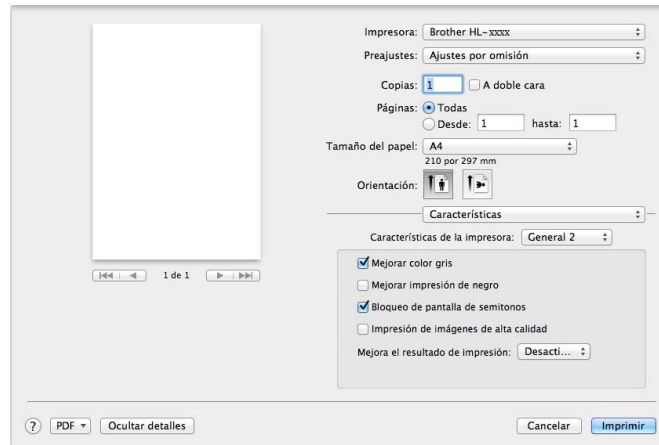 Impresora: Brother HL-xxxx
Preajustes: Ajustes por omisión
Copias: 1 A doble cara
Páginas: Todas
Desde: 1 hasta: 1
Tamaño del papel: A4
210 por 297 mm
Orientación:
Características
Características de la impresora: General 2
Mejorar color gris
Mejorar impresión de negro
Bloqueo de pantalla de semitonos
Impresión de imágenes de alta calidad
Mejora el resultado de impresión: Desacti...
1 de 1
? PDF Ocultar detalles Cancelar Imprimir